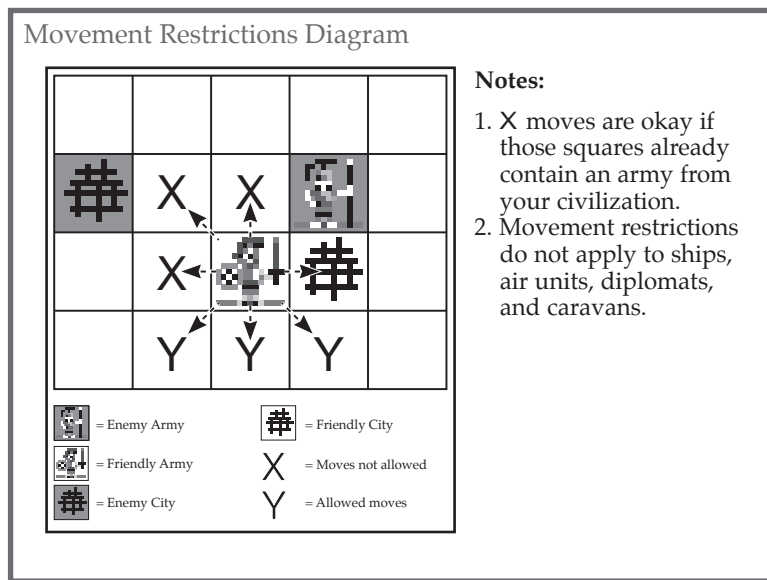 Movement Restrictions Diagram
X X
X
Y Y Y
= Enemy Army
= Friendly Army
= Enemy City
= Friendly City
X = Moves not allowed
Y = Allowed moves
Notes:
1. X moves are okay if
those squares already
contain an army from
your civilization.
2. Movement restrictions
do not apply to ships,
air units, diplomats,
and caravans.